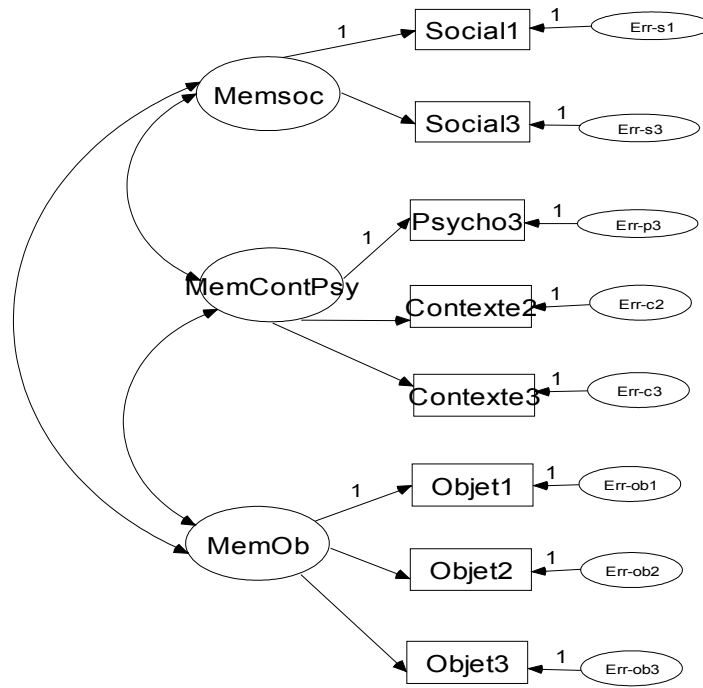 1
Social1
1
Err-s1
Memsoc
Social3
1
Err-s3
1
Psycho3
1
Err-p3
MemContPsy
Contexte2
1
Err-c2
Contexte3
1
Err-c3
1
Objet1
1
Err-ob1
MemOb
Objet2
1
Err-ob2
Objet3
1
Err-ob3